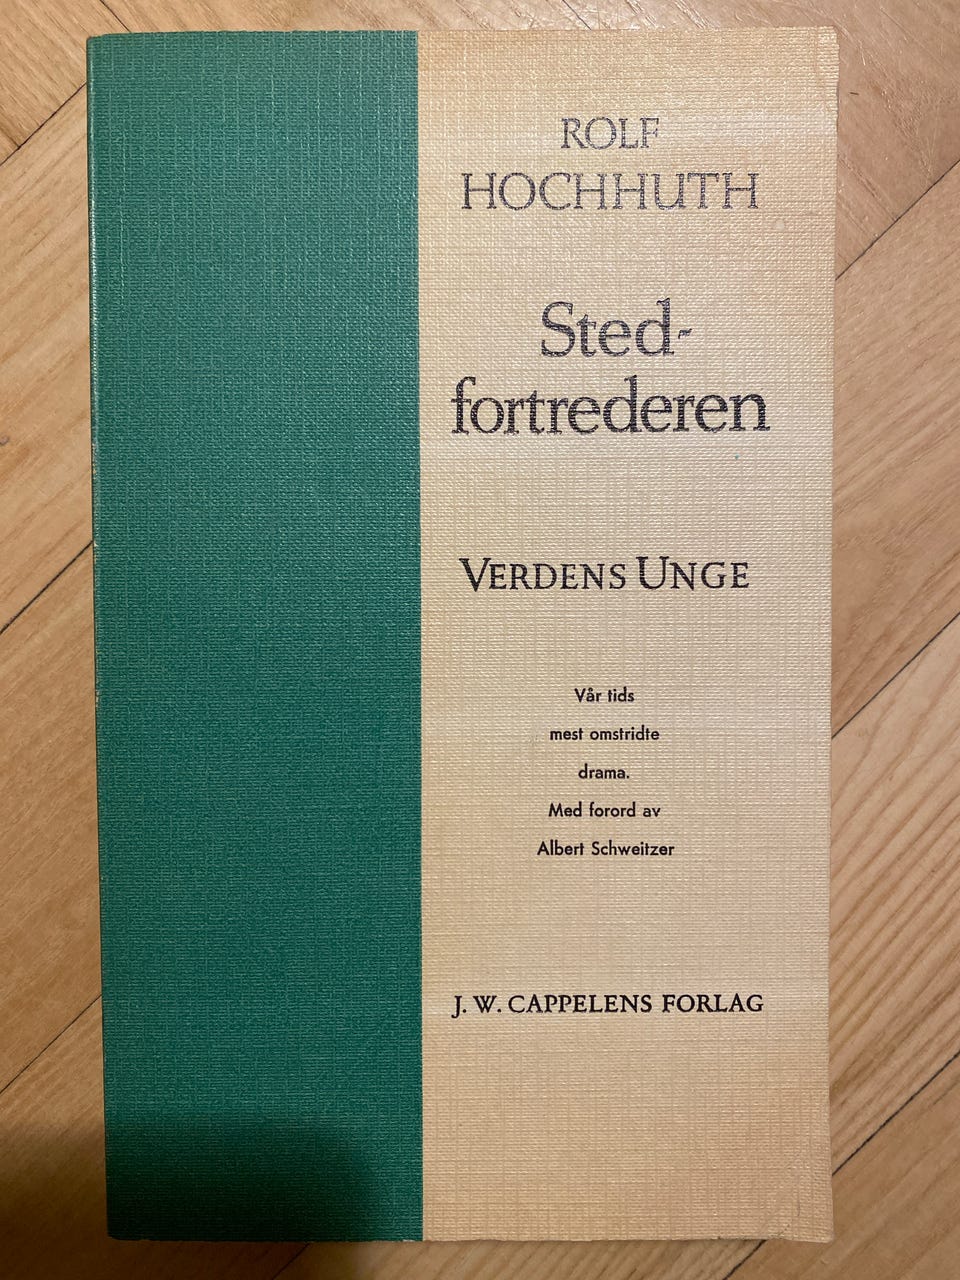 ROLF
HOCHHUTH
Sted-
fortrederen
VERDENS UNGE
Vår tids
mest omstridte
drama.
Med forord av
Albert Schweitzer
J. W. CAPPELENS FORLAG